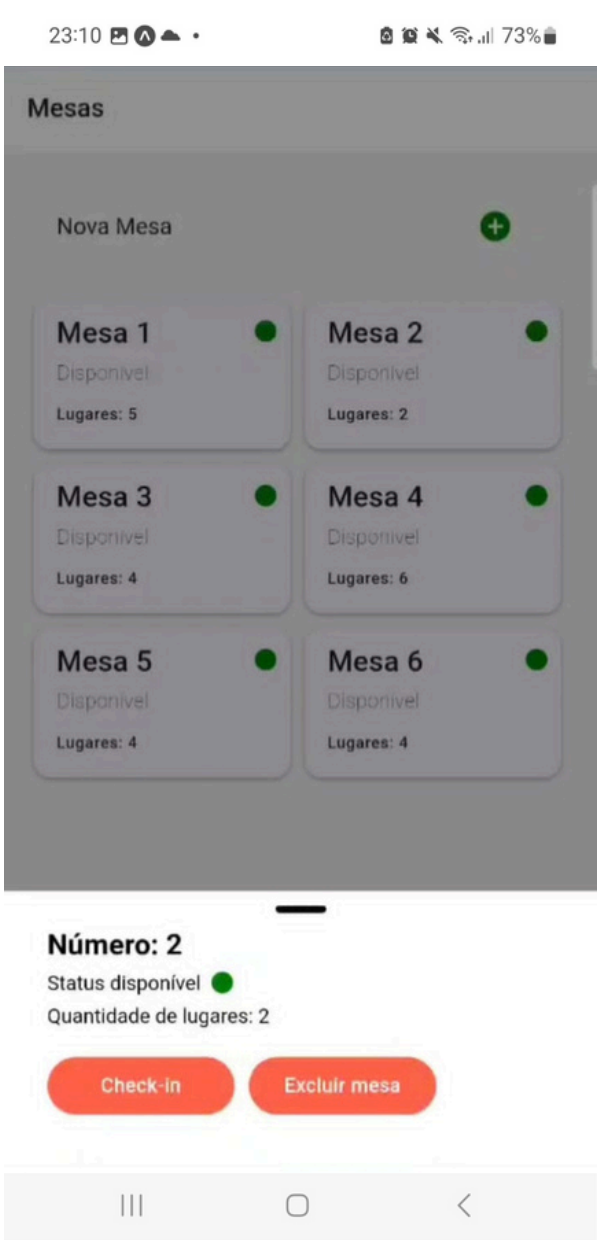 23:10 73%
Mesas
Nova Mesa
Mesa 1 Mesa 2
Disponivel Disponivel
Lugares: 5 Lugares: 2
Mesa 3 Mesa 4
Disponivel Disponivel
Lugares: 4 Lugares: 6
Mesa 5 Mesa 6
Disponivel Disponivel
Lugares: 4 Lugares: 4
Número: 2
Status disponível
Quantidade de lugares: 2
Check-in Excluir mesa